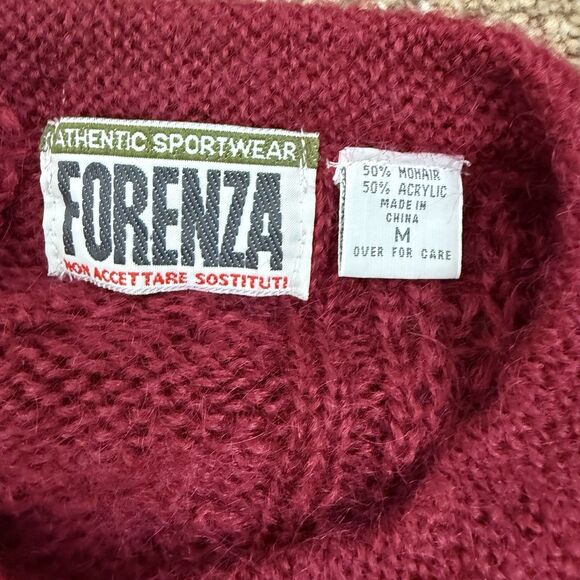 ATHENTIC SPORTWEAR
FORENZA
NON ACCETTARE SOSTITUTI
50% MOHAIR
50% ACRYLIC
MADE IN
CHINA
M
OVER FOR CARE